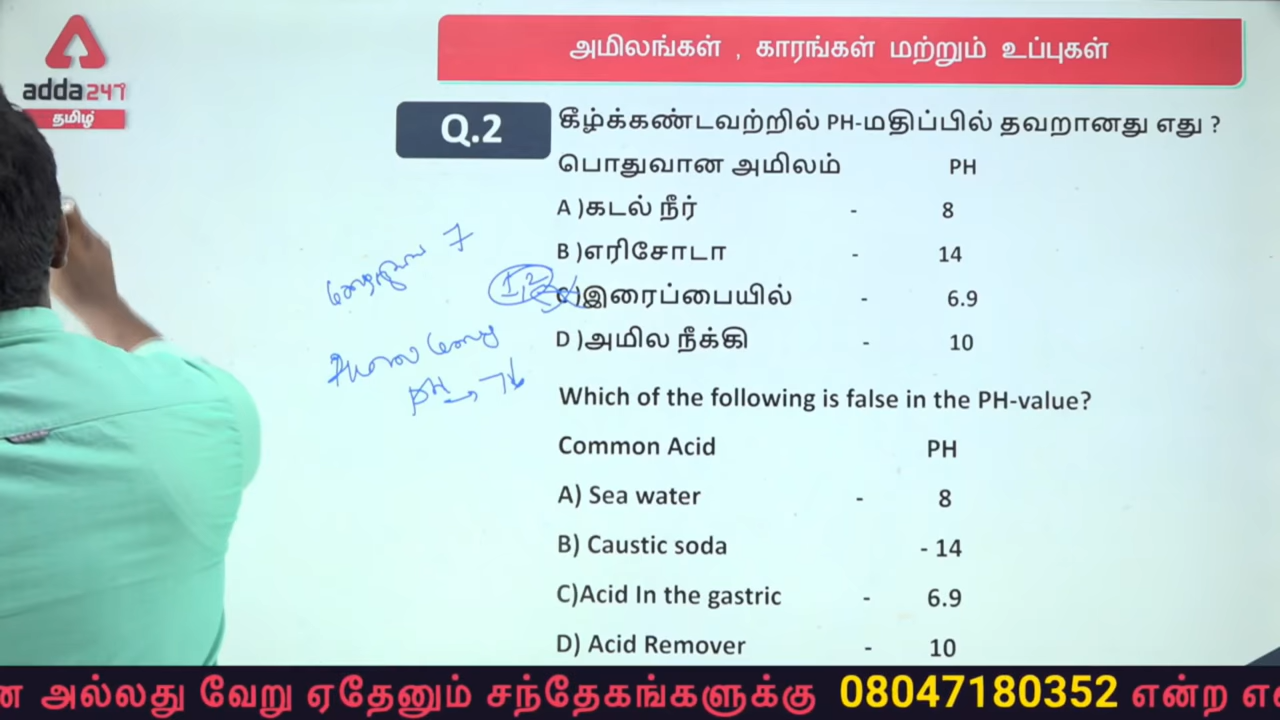 adda247
தமிழ்
அமிலங்கள் , காரங்கள் மற்றும் உப்புகள்
Q.2
கீழ்க்கண்டவற்றில் PH-மதிப்பில் தவறானது எது ?
பொதுவான அமிலம் PH
A )கடல் நீர் - 8
B )எரிசோடா - 14
C )இரைப்பையில் - 6.9
D )அமில நீக்கி - 10
7
1,2
PH → 7↓
Which of the following is false in the PH-value?
Common Acid PH
A) Sea water - 8
B) Caustic soda - 14
C)Acid In the gastric - 6.9
D) Acid Remover - 10
அல்லது வேறு ஏதேனும் சந்தேகங்களுக்கு 08047180352 என்ற